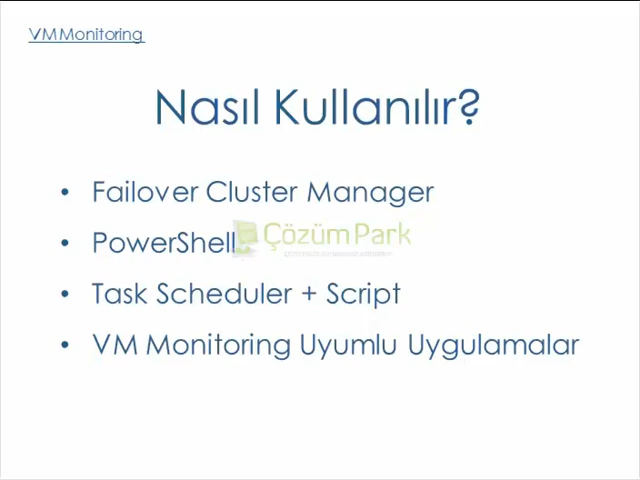 VM Monitoring
Nasıl Kullanılır?
• Failover Cluster Manager
• PowerShell
ÇözümPark
• Task Scheduler + Script
• VM Monitoring Uyumlu Uygulamalar